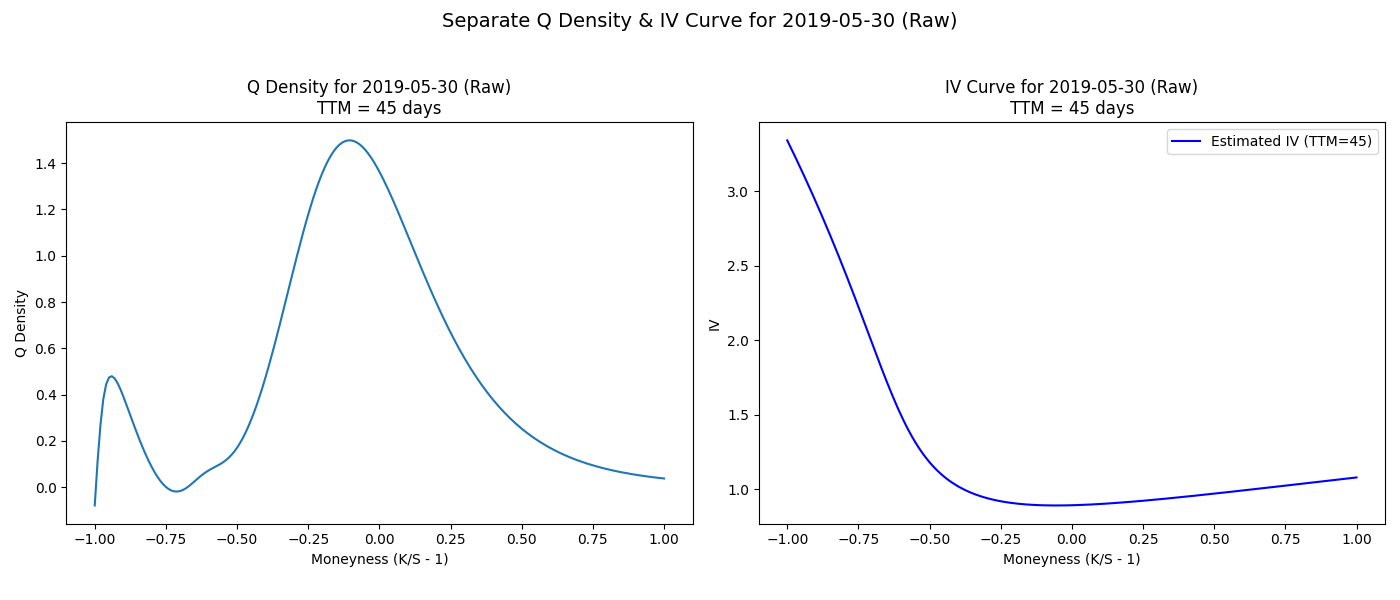 Separate Q Density & IV Curve for 2019-05-30 (Raw)
Q Density for 2019-05-30 (Raw)
TTM = 45 days
Q Density
1.4
1.2
1.0
0.8
0.6
0.4
0.2
0.0
−1.00 −0.75 −0.50 −0.25 0.00 0.25 0.50 0.75 1.00
Moneyness (K/S - 1)
IV Curve for 2019-05-30 (Raw)
TTM = 45 days
Estimated IV (TTM=45)
IV
3.0
2.5
2.0
1.5
1.0
−1.00 −0.75 −0.50 −0.25 0.00 0.25 0.50 0.75 1.00
Moneyness (K/S - 1)